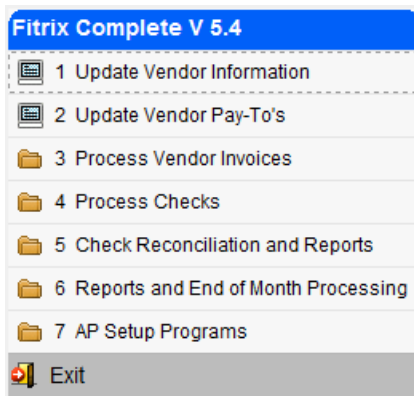 Fitrix Complete V 5.4
1 Update Vendor Information
2 Update Vendor Pay-To's
3 Process Vendor Invoices
4 Process Checks
5 Check Reconciliation and Reports
6 Reports and End of Month Processing
7 AP Setup Programs
Exit